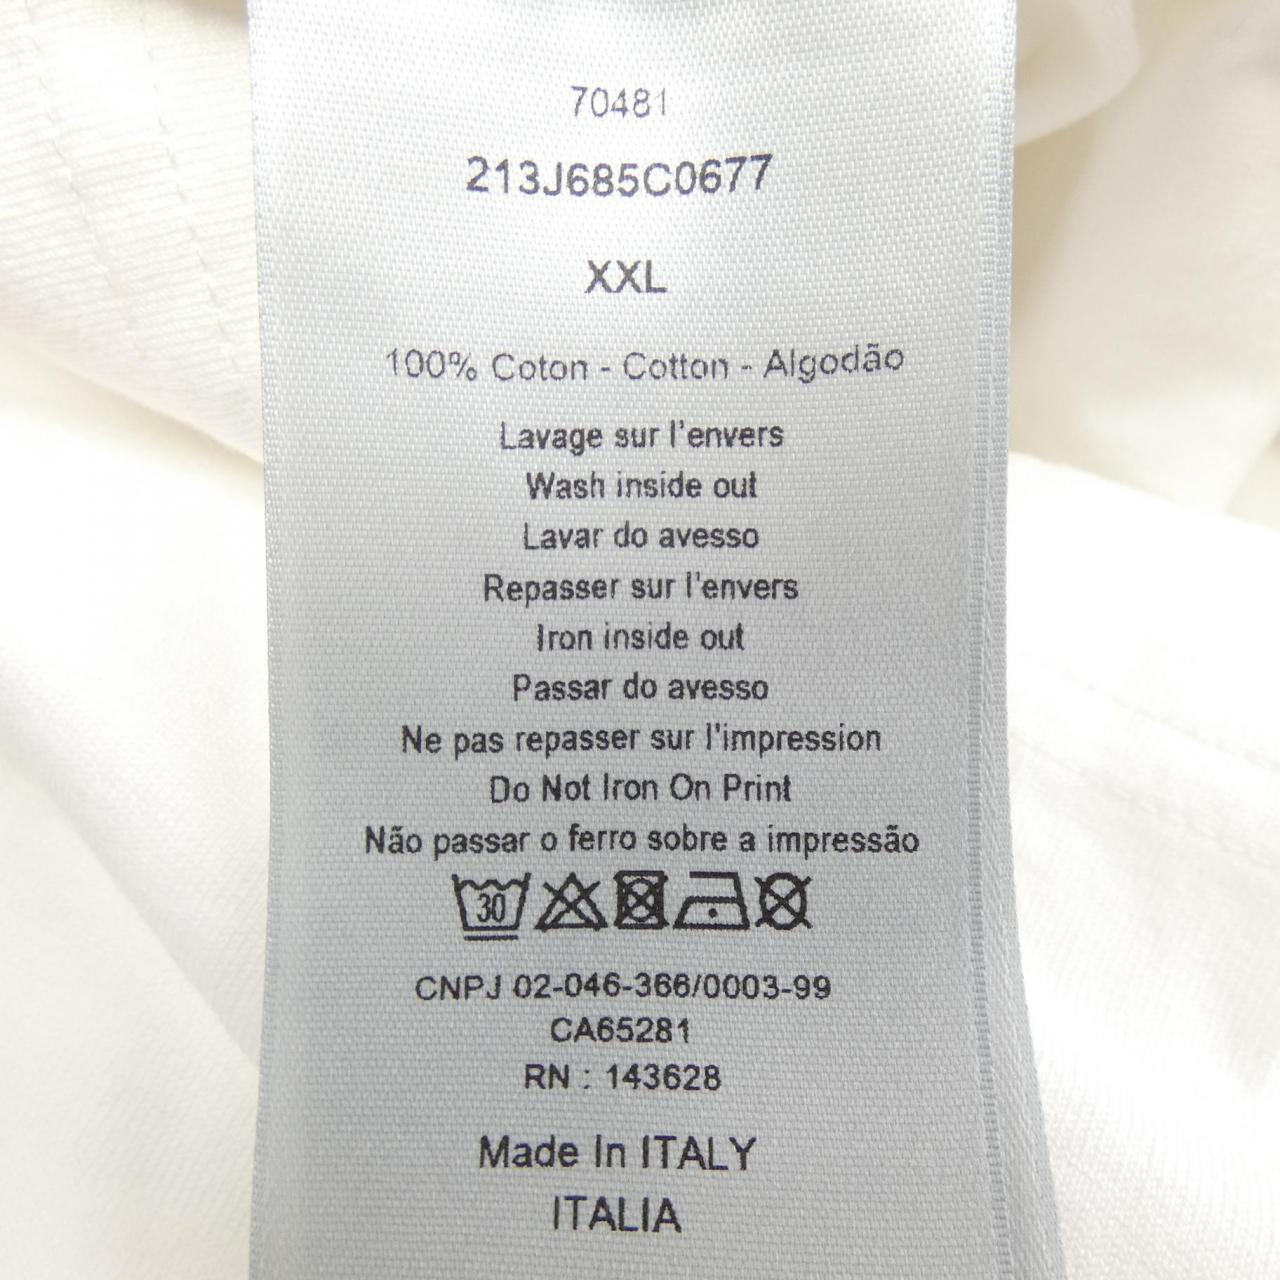 70481
213J685C0677
XXL
100% Coton - Cotton - Algodão
Lavage sur l'envers
Wash inside out
Lavar do avesso
Repasser sur l'envers
Iron inside out
Passar do avesso
Ne pas repasser sur l'impression
Do Not Iron On Print
Não passar o ferro sobre a impressão
30
CNPJ 02-046-366/0003-99
CA65281
RN : 143628
Made In ITALY
ITALIA